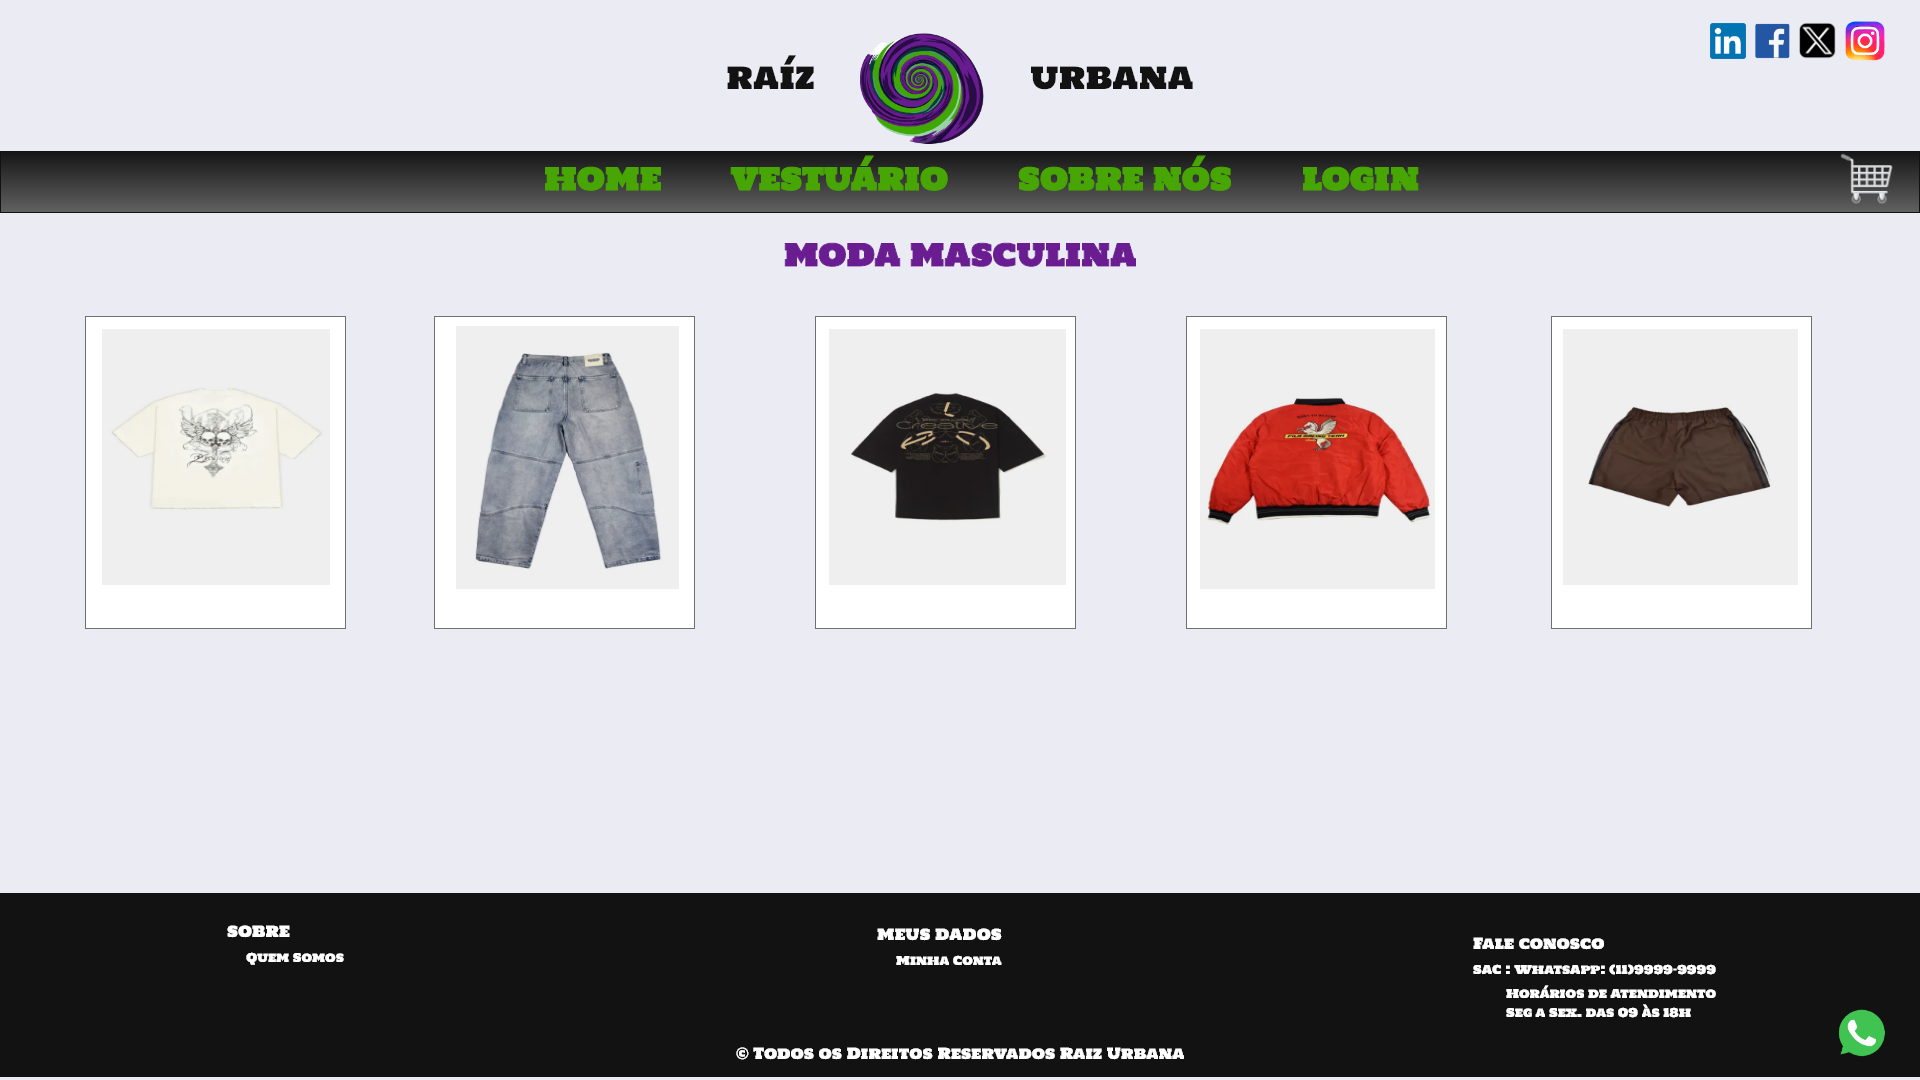 RAÍZ URBANA
HOME VESTUÁRIO SOBRE NÓS LOGIN
MODA MASCULINA
Creative
SOBRE
Quem somos
MEUS DADOS
Minha Conta
Fale conosco
SAC : WhatsApp: (11)9999-9999
Horários de Atendimento
Seg a Sex. das 09 às 18h
© Todos os Direitos Reservados Raiz Urbana